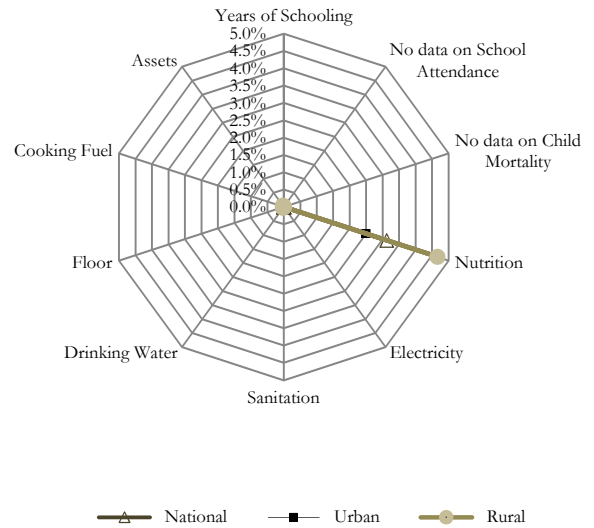 Years of Schooling
5.0%
4.5%
4.0%
3.5%
3.0%
2.5%
2.0%
1.5%
1.0%
0.5%
0.0%
No data on School
Attendance
No data on Child
Mortality
Nutrition
Electricity
Sanitation
Drinking Water
Floor
Cooking Fuel
Assets
National
Urban
Rural